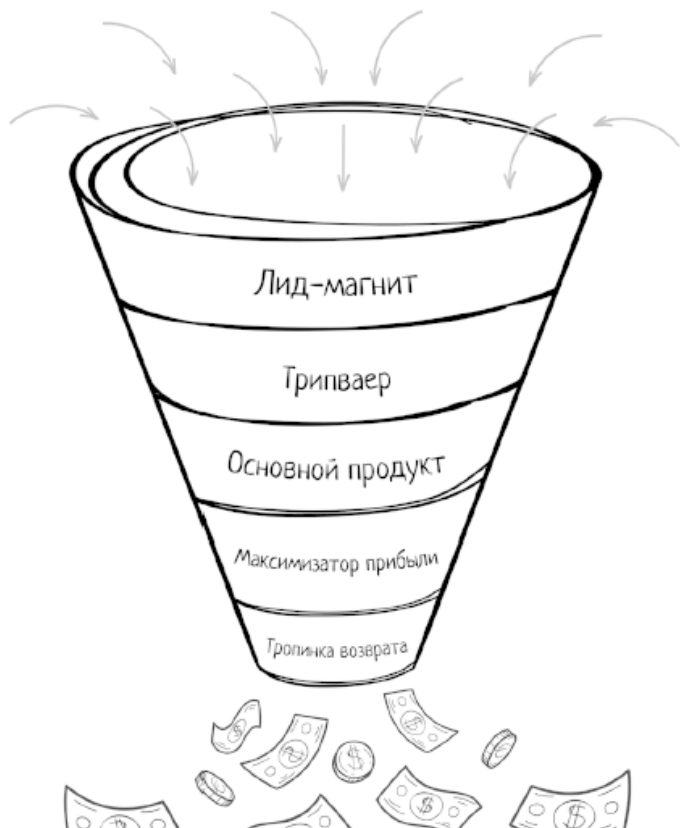 Лид-магнит
Трипваер
Основной продукт
Максимизатор прибыли
Тропинка возврата